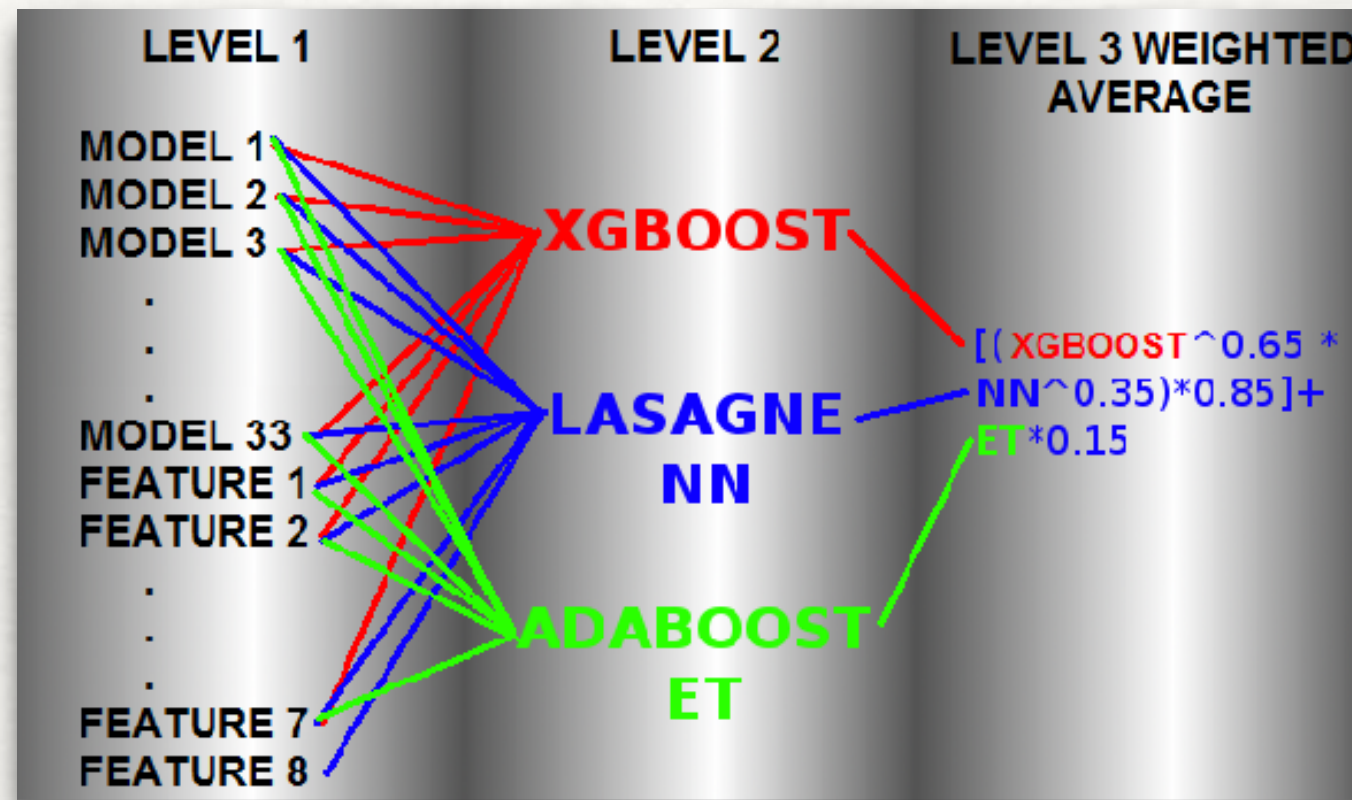 LEVEL 1
MODEL 1
MODEL 2
MODEL 3
.
.
.
MODEL 33
FEATURE 1
FEATURE 2
.
.
.
FEATURE 7
FEATURE 8
LEVEL 2
XGBOOST
LASAGNE
NN
ADABOOST
ET
LEVEL 3 WEIGHTED
AVERAGE
[(XGBOOST^0.65 *
NN^0.35)*0.85]+
ET*0.15